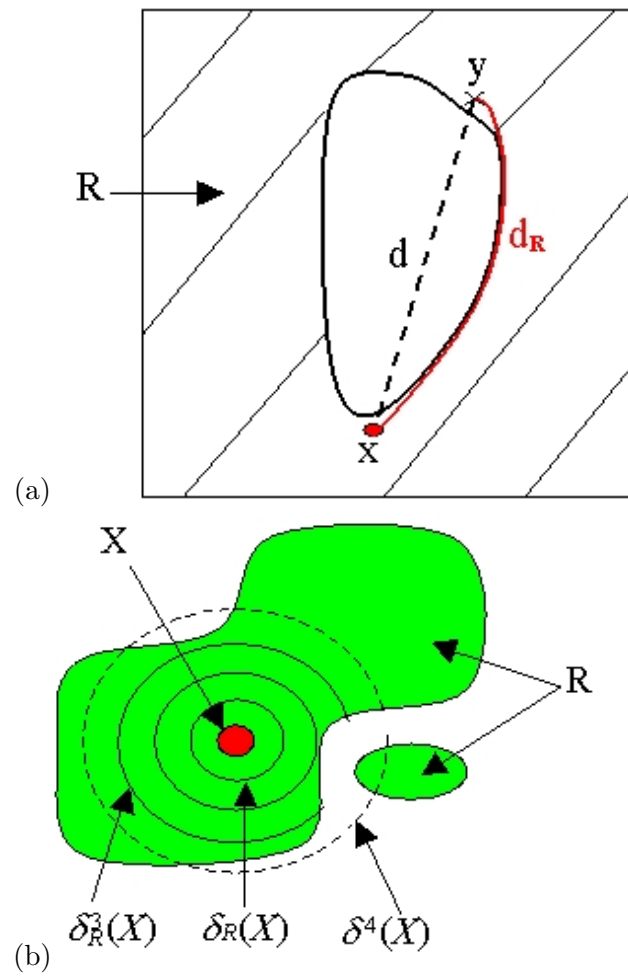 y
R
d
d_R
x
(a)
X
R
δ_R^3(X) δ_R(X) δ^4(X)
(b)